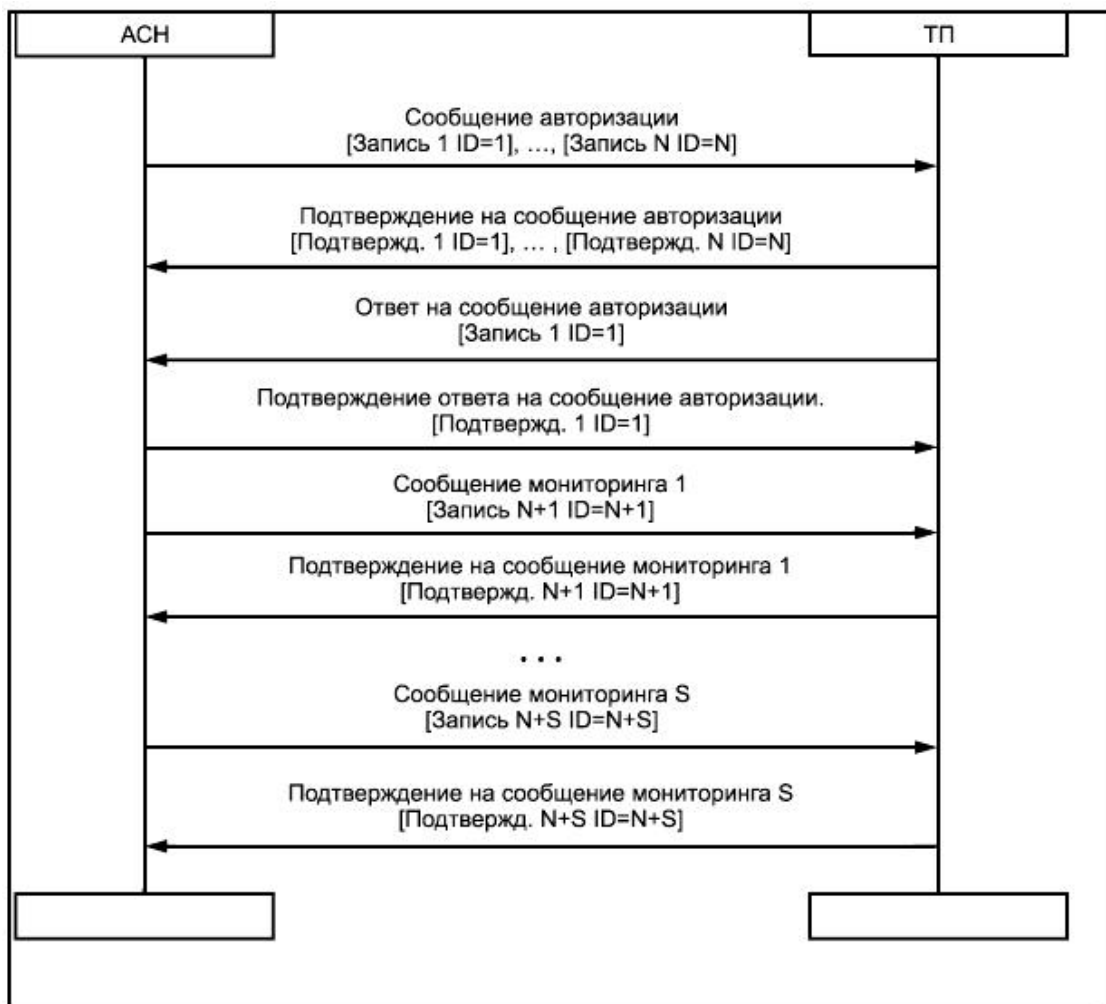 АСН
ТП
Сообщение авторизации
[Запись 1 ID=1], ..., [Запись N ID=N]
Подтверждение на сообщение авторизации
[Подтвержд. 1 ID=1], ... , [Подтвержд. N ID=N]
Ответ на сообщение авторизации
[Запись 1 ID=1]
Подтверждение ответа на сообщение авторизации.
[Подтвержд. 1 ID=1]
Сообщение мониторинга 1
[Запись N+1 ID=N+1]
Подтверждение на сообщение мониторинга 1
[Подтвержд. N+1 ID=N+1]
. . .
Сообщение мониторинга S
[Запись N+S ID=N+S]
Подтверждение на сообщение мониторинга S
[Подтвержд. N+S ID=N+S]